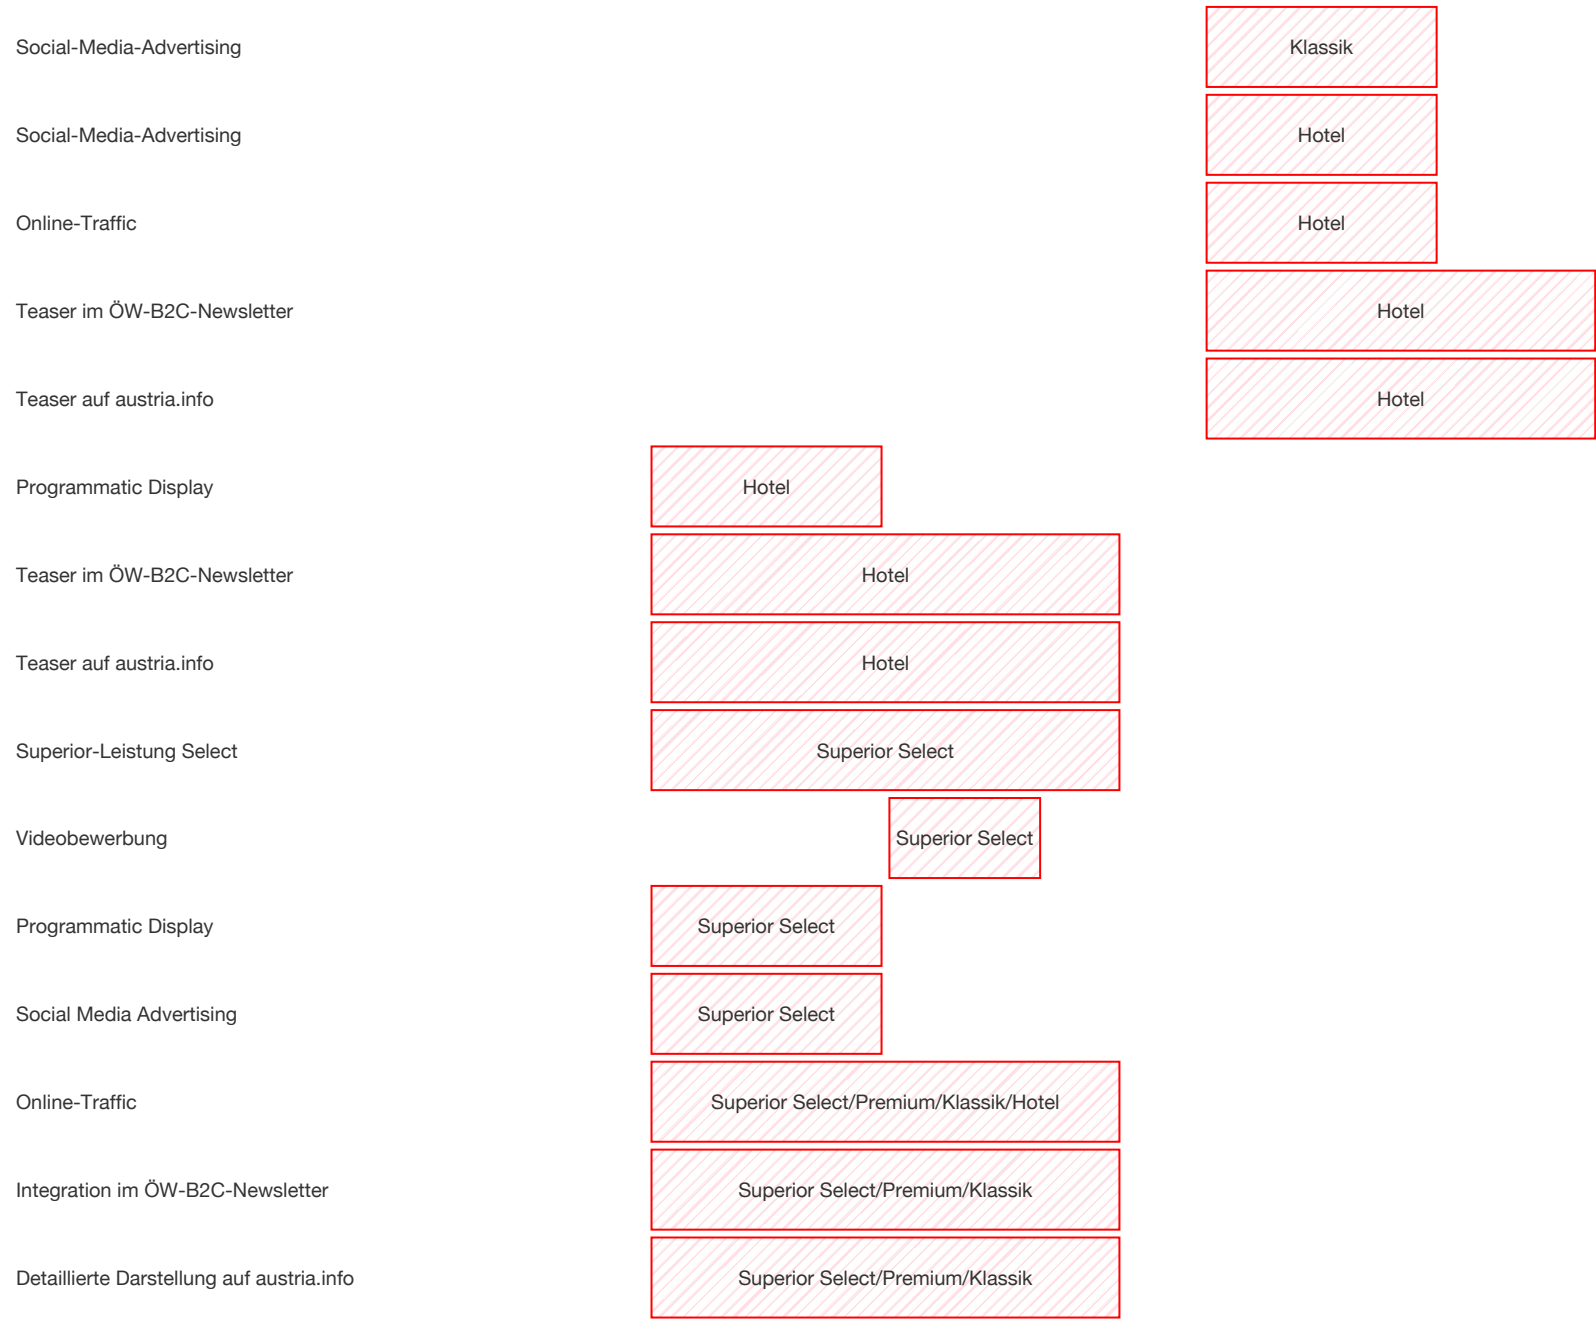 Social-Media-Advertising Klassik
Social-Media-Advertising Hotel
Online-Traffic Hotel
Teaser im ÖW-B2C-Newsletter Hotel
Teaser auf austria.info Hotel
Programmatic Display Hotel
Teaser im ÖW-B2C-Newsletter Hotel
Teaser auf austria.info Hotel
Superior-Leistung Select Superior Select
Videobewerbung Superior Select
Programmatic Display Superior Select
Social Media Advertising Superior Select
Online-Traffic Superior Select/Premium/Klassik/Hotel
Integration im ÖW-B2C-Newsletter Superior Select/Premium/Klassik
Detaillierte Darstellung auf austria.info Superior Select/Premium/Klassik